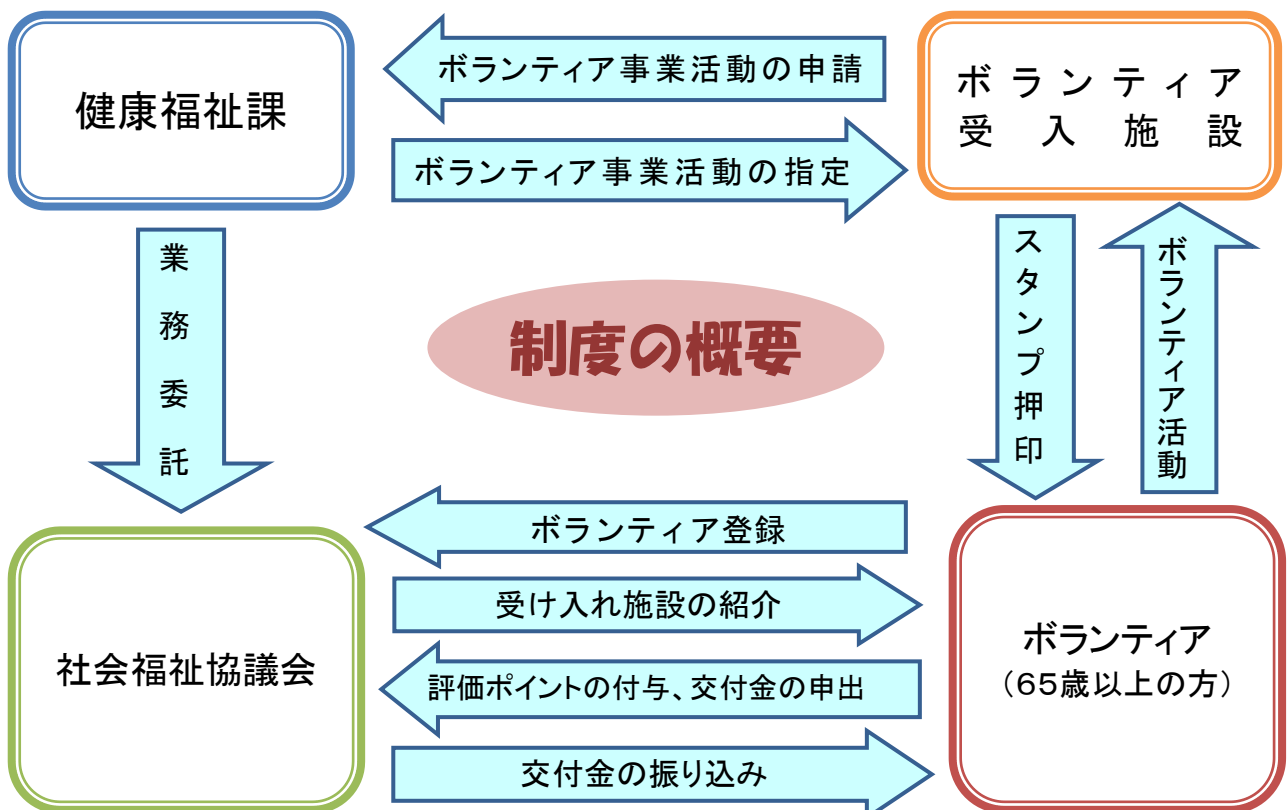 健康福祉課
ボランティア事業活動の申請
ボランティア事業活動の指定
ボランティア
受入施設
業務委託
制度の概要
スタンプ押印
ボランティア活動
社会福祉協議会
ボランティア登録
受け入れ施設の紹介
評価ポイントの付与、交付金の申出
交付金の振り込み
ボランティア
（65歳以上の方）